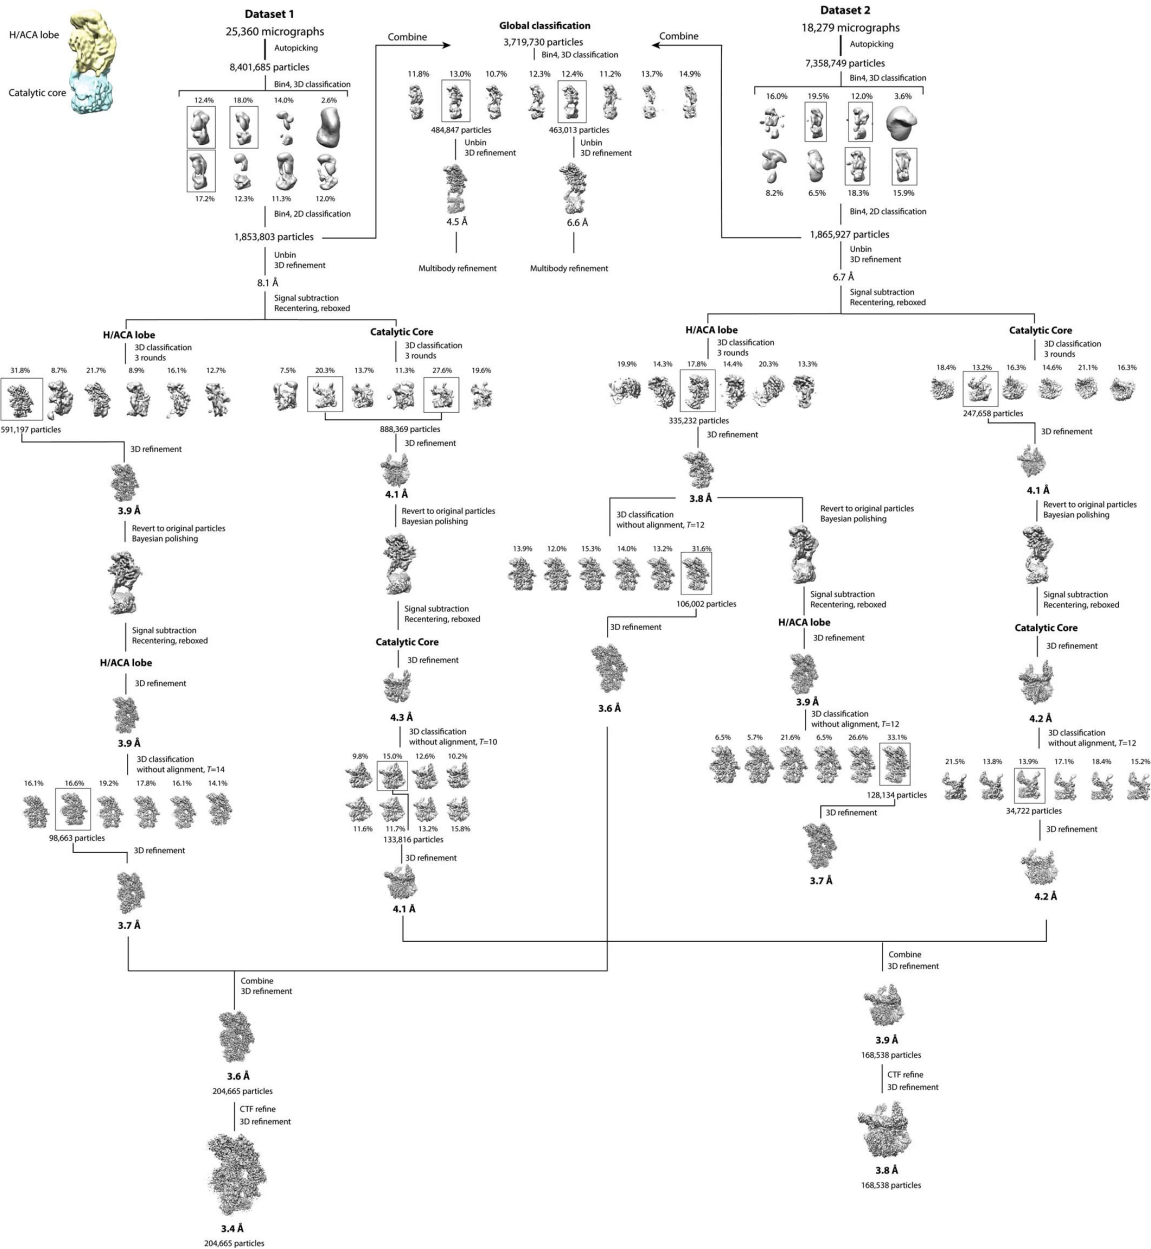 H/ACA lobe
Catalytic core
Dataset 1
25,360 micrographs
Autopicking
8,401,685 particles
Bin4, 3D classification
12.4% 18.0% 14.0% 2.6%
17.2% 12.3% 11.3% 12.0%
Bin4, 2D classification
1,853,803 particles
Unbin
3D refinement
8.1 Å
Signal subtraction
Recentering, reboxed
Combine
Global classification
3,719,730 particles
Bin4, 3D classification
11.8% 13.0% 10.7% 12.3% 12.4% 11.2% 13.7% 14.9%
484,847 particles
463,013 particles
Unbin
3D refinement
Unbin
3D refinement
4.5 Å
6.6 Å
Multibody refinement
Multibody refinement
Combine
Dataset 2
18,279 micrographs
Autopicking
7,358,749 particles
Bin4, 3D classification
16.0% 19.5% 12.0% 3.6%
8.2% 6.5% 18.3% 15.9%
Bin4, 2D classification
1,865,927 particles
Unbin
3D refinement
6.7 Å
Signal subtraction
Recentering, reboxed
H/ACA lobe
3D classification
3 rounds
31.8% 8.7% 21.7% 8.9% 16.1% 12.7%
591,197 particles
3D refinement
3.9 Å
Revert to original particles
Bayesian polishing
Signal subtraction
Recentering, reboxed
H/ACA lobe
3D refinement
3.9 Å
3D classification
without alignment, T=14
16.1% 16.6% 19.2% 17.8% 16.1% 14.1%
98,663 particles
3D refinement
3.7 Å
Catalytic Core
3D classification
3 rounds
7.5% 20.3% 13.7% 11.3% 27.6% 19.6%
888,369 particles
3D refinement
4.1 Å
Revert to original particles
Bayesian polishing
Signal subtraction
Recentering, reboxed
Catalytic Core
3D refinement
4.3 Å
3D classification
without alignment, T=10
9.8% 15.0% 12.6% 10.2%
11.6% 11.7% 13.2% 15.8%
133,816 particles
3D refinement
4.1 Å
H/ACA lobe
3D classification
3 rounds
19.9% 14.3% 17.8% 14.4% 20.3% 13.3%
335,232 particles
3D refinement
3.8 Å
3D classification
without alignment, T=12
13.9% 12.0% 15.3% 14.0% 13.2% 31.6%
106,002 particles
3D refinement
3.6 Å
Revert to original particles
Bayesian polishing
Signal subtraction
Recentering, reboxed
H/ACA lobe
3D refinement
3.9 Å
3D classification
without alignment, T=12
6.5% 5.7% 21.6% 6.5% 26.6% 33.1%
128,134 particles
3D refinement
3.7 Å
Catalytic Core
3D classification
3 rounds
18.4% 13.2% 16.3% 14.6% 21.1% 16.3%
247,658 particles
3D refinement
4.1 Å
Revert to original particles
Bayesian polishing
Signal subtraction
Recentering, reboxed
Catalytic Core
3D refinement
4.2 Å
3D classification
without alignment, T=12
21.5% 13.8% 13.9% 17.1% 18.4% 15.2%
34,722 particles
3D refinement
4.2 Å
Combine
3D refinement
3.6 Å
204,665 particles
CTF refine
3D refinement
3.4 Å
204,665 particles
Combine
3D refinement
3.9 Å
168,538 particles
CTF refine
3D refinement
3.8 Å
168,538 particles